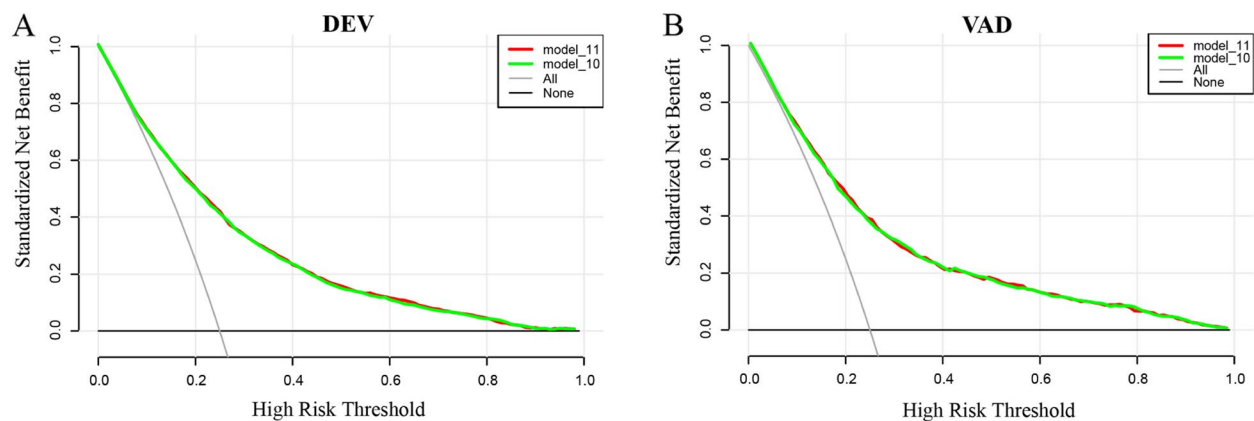 A
DEV
model_11
model_10
All
None
Standardized Net Benefit
1.0
0.8
0.6
0.4
0.2
0.0
0.0 0.2 0.4 0.6 0.8 1.0
High Risk Threshold
B
VAD
model_11
model_10
All
None
Standardized Net Benefit
1.0
0.8
0.6
0.4
0.2
0.0
0.0 0.2 0.4 0.6 0.8 1.0
High Risk Threshold